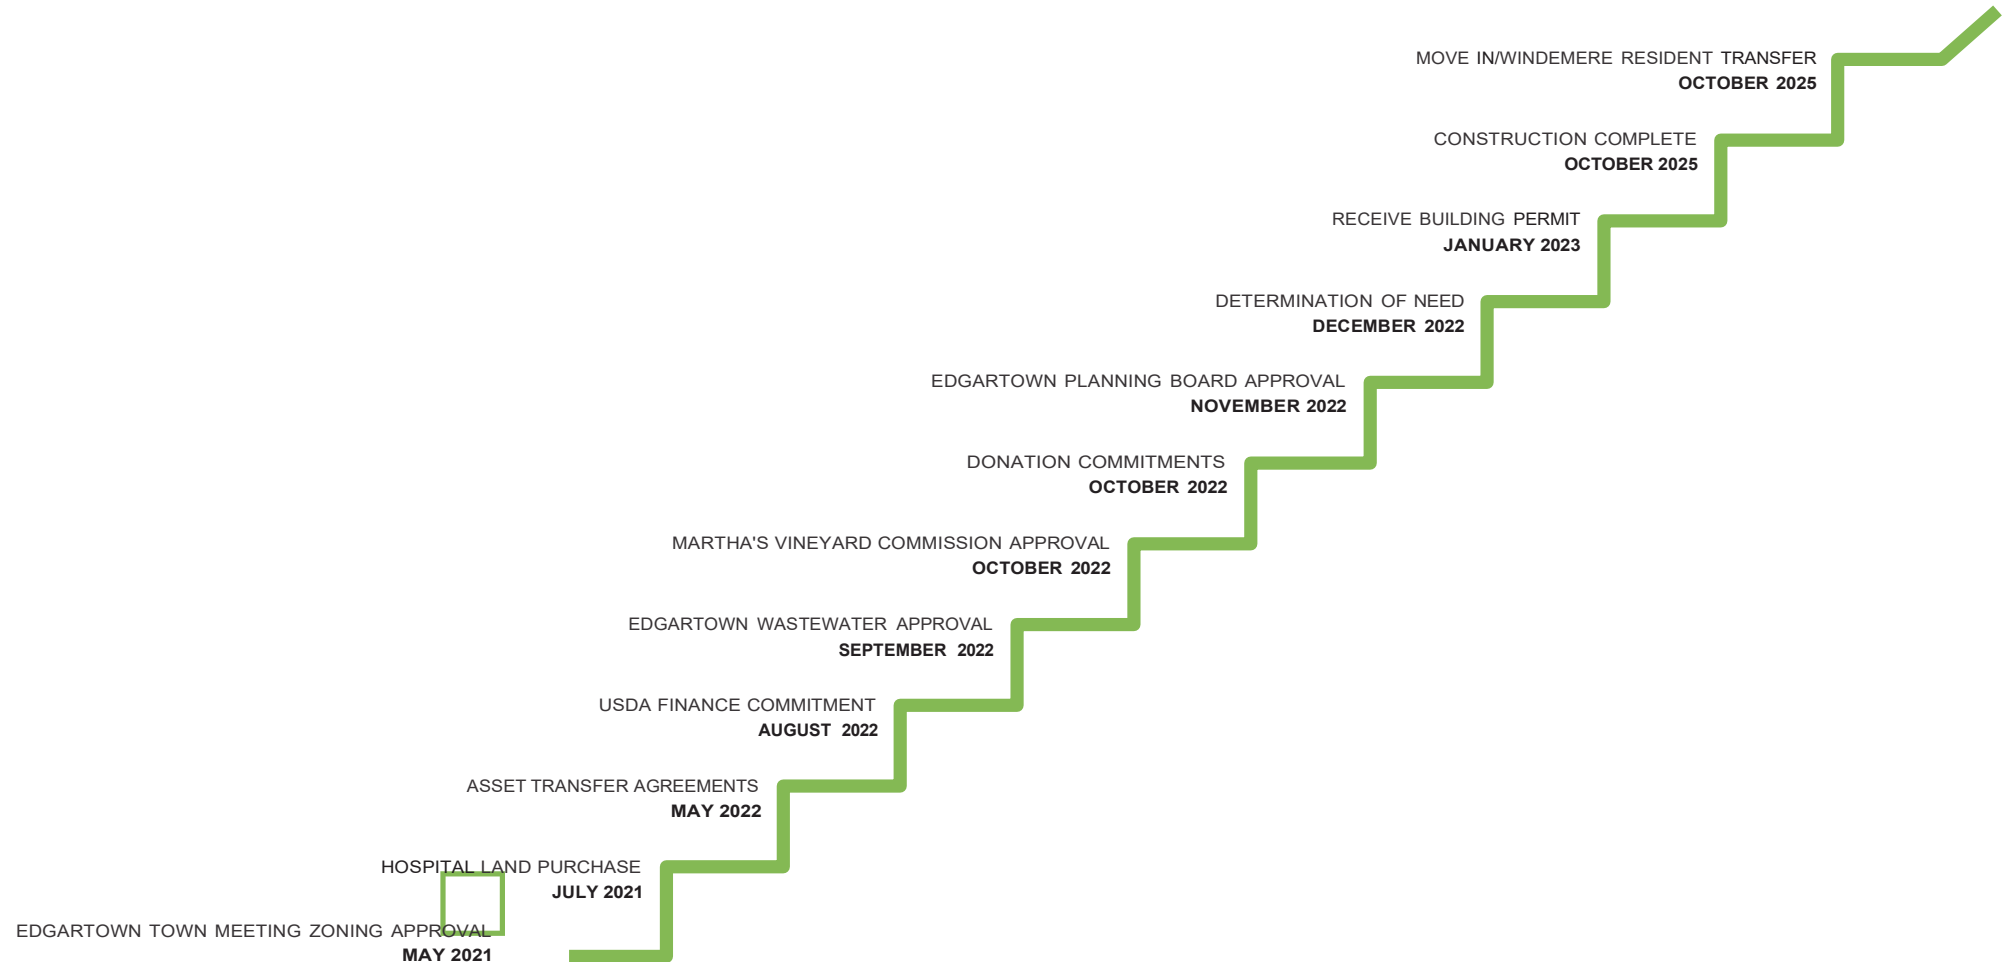 MOVE IN/WINDEMERE RESIDENT TRANSFER
OCTOBER 2025
CONSTRUCTION COMPLETE
OCTOBER 2025
RECEIVE BUILDING PERMIT
JANUARY 2023
DETERMINATION OF NEED
DECEMBER 2022
EDGARTOWN PLANNING BOARD APPROVAL
NOVEMBER 2022
DONATION COMMITMENTS
OCTOBER 2022
MARTHA'S VINEYARD COMMISSION APPROVAL
OCTOBER 2022
EDGARTOWN WASTEWATER APPROVAL
SEPTEMBER 2022
USDA FINANCE COMMITMENT
AUGUST 2022
ASSET TRANSFER AGREEMENTS
MAY 2022
HOSPITAL LAND PURCHASE
JULY 2021
EDGARTOWN TOWN MEETING ZONING APPROVAL
MAY 2021